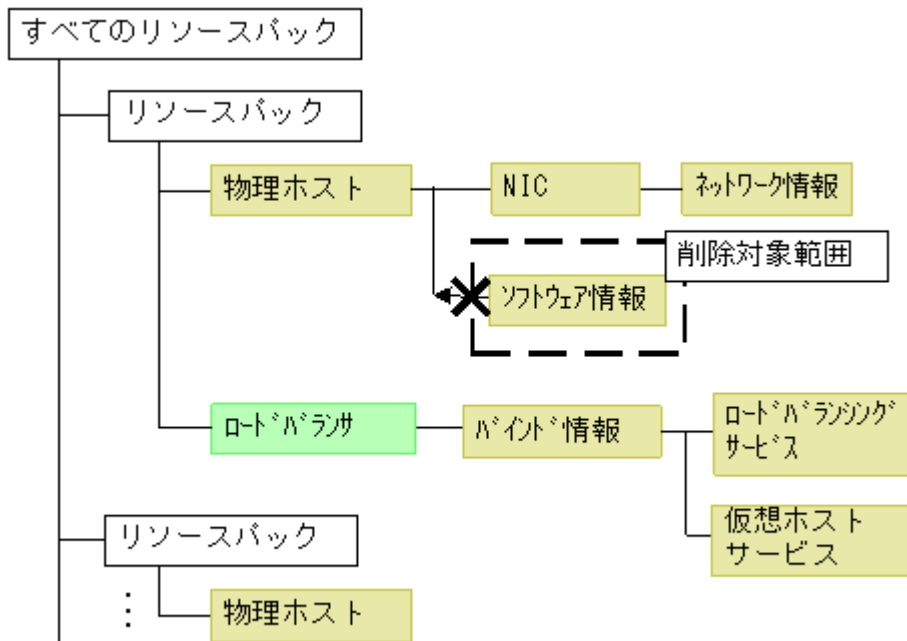 すべてのリソースパック
リソースパック
物理ホスト
NIC
ネットワーク情報
削除対象範囲
ソフトウェア情報
ロードバランサ
バインド情報
ロードバランシング
サービス
リソースパック
仮想ホスト
サービス
物理ホスト